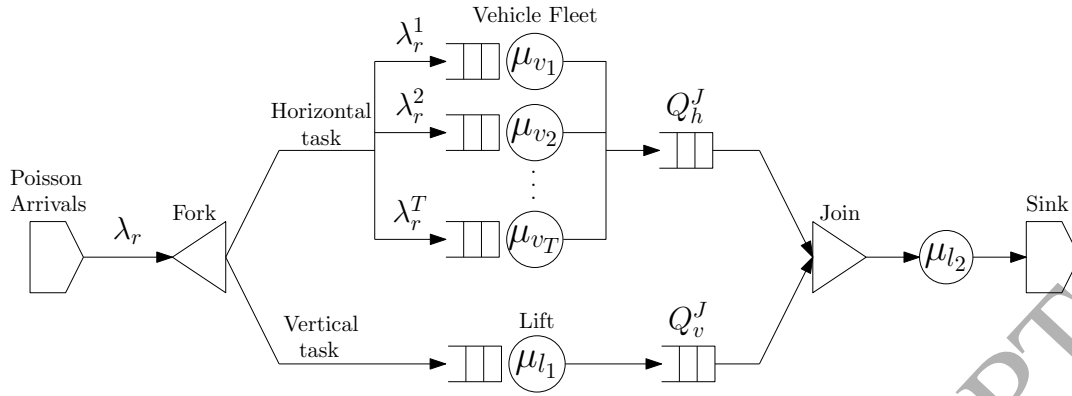 Vehicle Fleet
λ_r^1
μ_{v_1}
Horizontal
task
λ_r^2
μ_{v_2}
Q_h^J
Poisson
Arrivals
λ_r
Fork
λ_r^T
μ_{v_T}
Join
μ_{l_2}
Sink
Vertical
task
Lift
μ_{l_1}
Q_v^J
PT